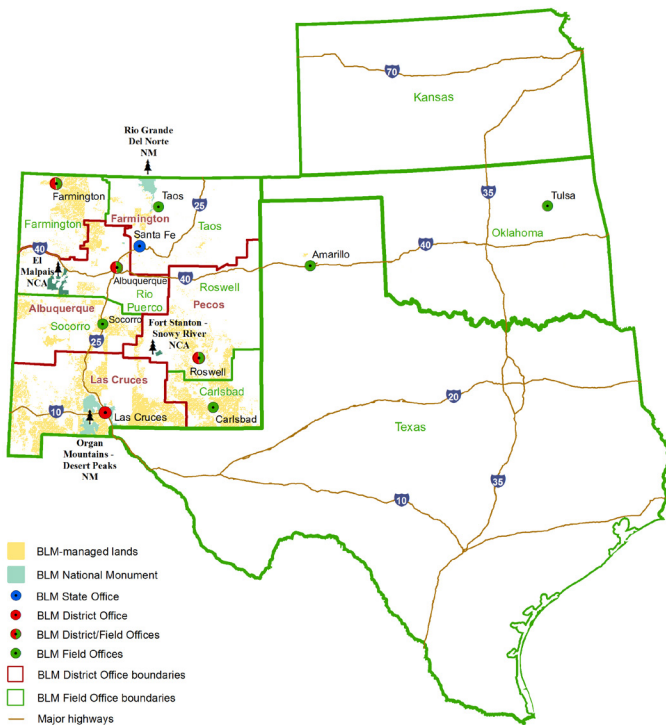 70
Kansas
Rio Grande
Del Norte
NM
35
Farmington
Taos
25
Tulsa
Farmington
Farmington
Taos
Santa Fe
Oklahoma
40
El
Malpais
NCA
Albuquerque
40
Roswell
Amarillo
40
Rio
Puerco
Pecos
Albuquerque
Socorro
Socorro
Fort Stanton -
Snowy River
NCA
25
Roswell
Las Cruces
Carlsbad
20
10
Las Cruces
Carlsbad
Texas
Organ
Mountains -
Desert Peaks
NM
35
10
BLM-managed lands
BLM National Monument
BLM State Office
BLM District Office
BLM District/Field Offices
BLM Field Offices
BLM District Office boundaries
BLM Field Office boundaries
Major highways